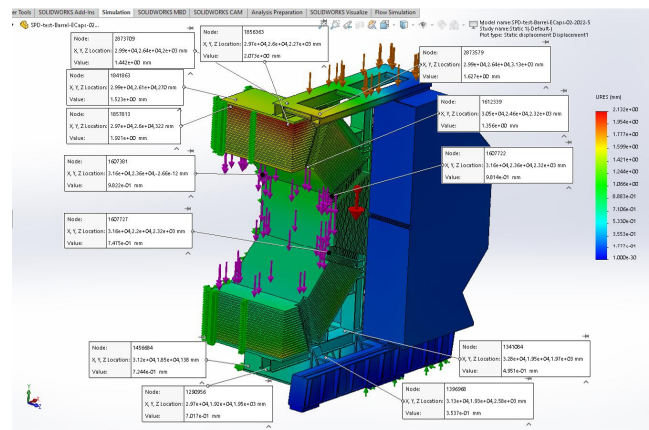 er Tools SOLIDWORKS Add-Ins Simulation SOLIDWORKS MBD SOLIDWORKS CAM Analysis Preparation SOLIDWORKS Visualize Flow Simulation
SPD-test-Barrel-ECaps-02...
Model name: SPD-test-Barrel-ECaps-02-2022-5
Study name: Static 1(-Default-)
Plot type: Static displacement Displacement1
Node: 2873709
X, Y, Z Location: 2.99e+04,2.64e+04,2e+03 mm
Value: 1.442e+00 mm
Node: 1856363
X, Y, Z Location: 2.97e+04,2.6e+04,2.27e+03 mm
Value: 2.013e+00 mm
Node: 2873579
X, Y, Z Location: 2.99e+04,2.64e+04,3.13e+03 mm
Value: 1.627e+00 mm
Node: 1841863
X, Y, Z Location: 2.99e+04,2.61e+04,270 mm
Value: 1.523e+00 mm
Node: 1612339
X, Y, Z Location: 3.05e+04,2.46e+04,2.32e+03 mm
Value: 1.356e+00 mm
Node: 1857813
X, Y, Z Location: 2.97e+04,2.6e+04,322 mm
Value: 1.921e+00 mm
Node: 1607381
X, Y, Z Location: 3.16e+04,2.36e+04,-2.66e-12 mm
Value: 9.822e-01 mm
Node: 1607722
X, Y, Z Location: 3.16e+04,2.36e+04,2.32e+03 mm
Value: 9.814e-01 mm
Node: 1607727
X, Y, Z Location: 3.16e+04,2.2e+04,2.32e+03 mm
Value: 7.475e-01 mm
Node: 1456684
X, Y, Z Location: 3.12e+04,1.85e+04,138 mm
Value: 7.244e-01 mm
Node: 1341084
X, Y, Z Location: 3.28e+04,1.95e+04,1.97e+03 mm
Value: 4.951e-01 mm
Node: 1290956
X, Y, Z Location: 2.97e+04,1.92e+04,1.95e+03 mm
Value: 7.017e-01 mm
Node: 1396968
X, Y, Z Location: 3.13e+04,1.93e+04,2.58e+03 mm
Value: 3.537e-01 mm
URES (mm)
2.132e+00
1.954e+00
1.777e+00
1.599e+00
1.421e+00
1.244e+00
1.066e+00
8.883e-01
7.106e-01
5.330e-01
3.553e-01
1.777e-01
1.000e-30
Y